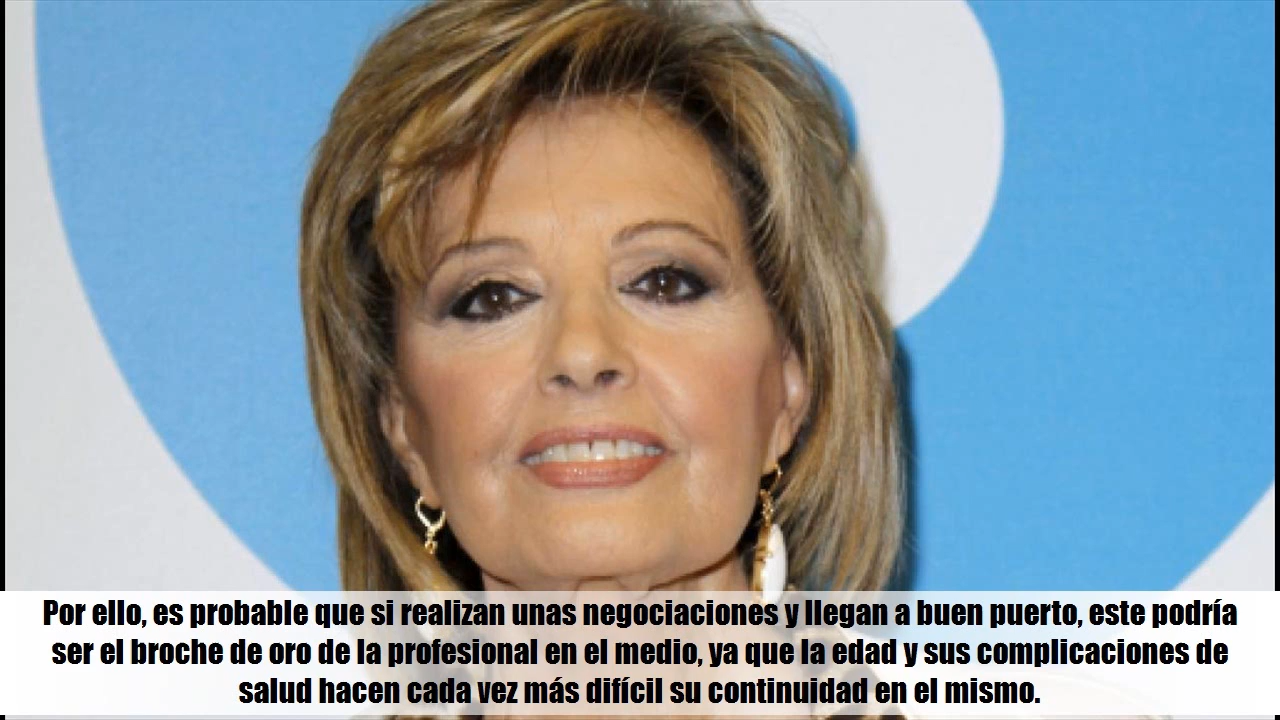 Por ello, es probable que si realizan unas negociaciones y llegan a buen puerto, este podría
ser el broche de oro de la profesional en el medio, ya que la edad y sus complicaciones de
salud hacen cada vez más difícil su continuidad en el mismo.